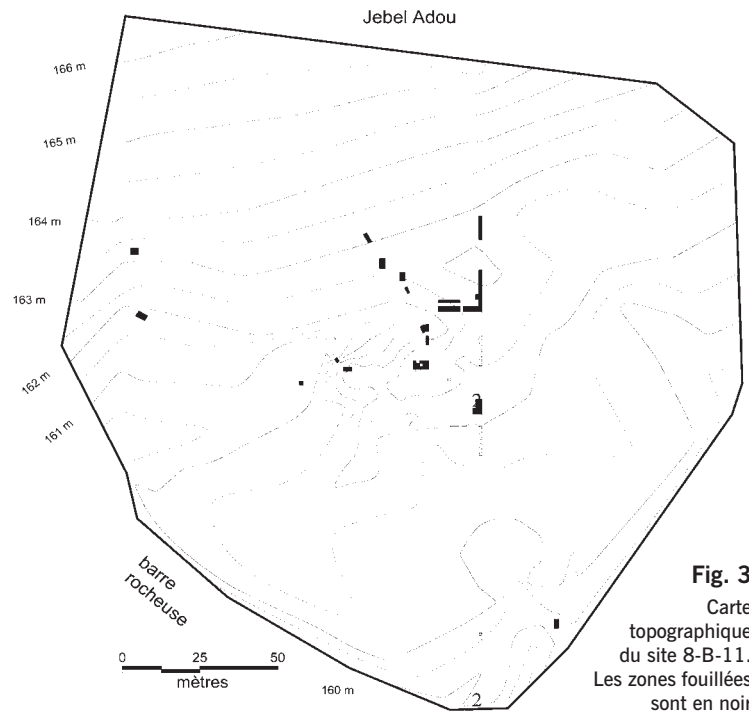 Jebel Adou
166 m
165 m
164 m
163 m
162 m
161 m
2
barre
rocheuse
0 25 50
mètres
160 m
2
Fig. 3
Carte
topographique
du site 8-B-11.
Les zones fouillées
sont en noir